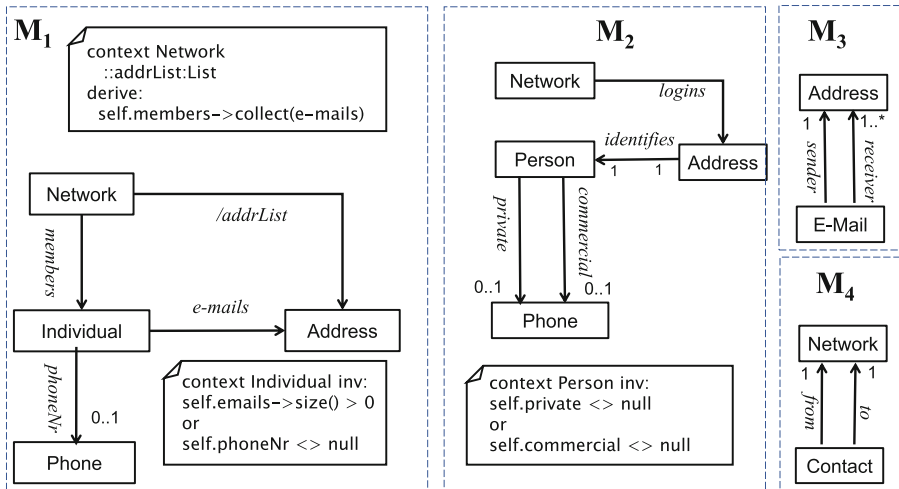 M1
context Network
::addrList:List
derive:
self.members->collect(e-mails)
Network
/addrList
members
Individual
e-mails
Address
phoneNr
0..1
Phone
context Individual inv:
self.emails->size() > 0
or
self.phoneNr <> null
M2
Network
logins
identifies
Person
1
1
Address
private
commercial
0..1
0..1
Phone
context Person inv:
self.private <> null
or
self.commercial <> null
M3
Address
1
1..*
sender
receiver
E-Mail
M4
Network
1
1
from
to
Contact